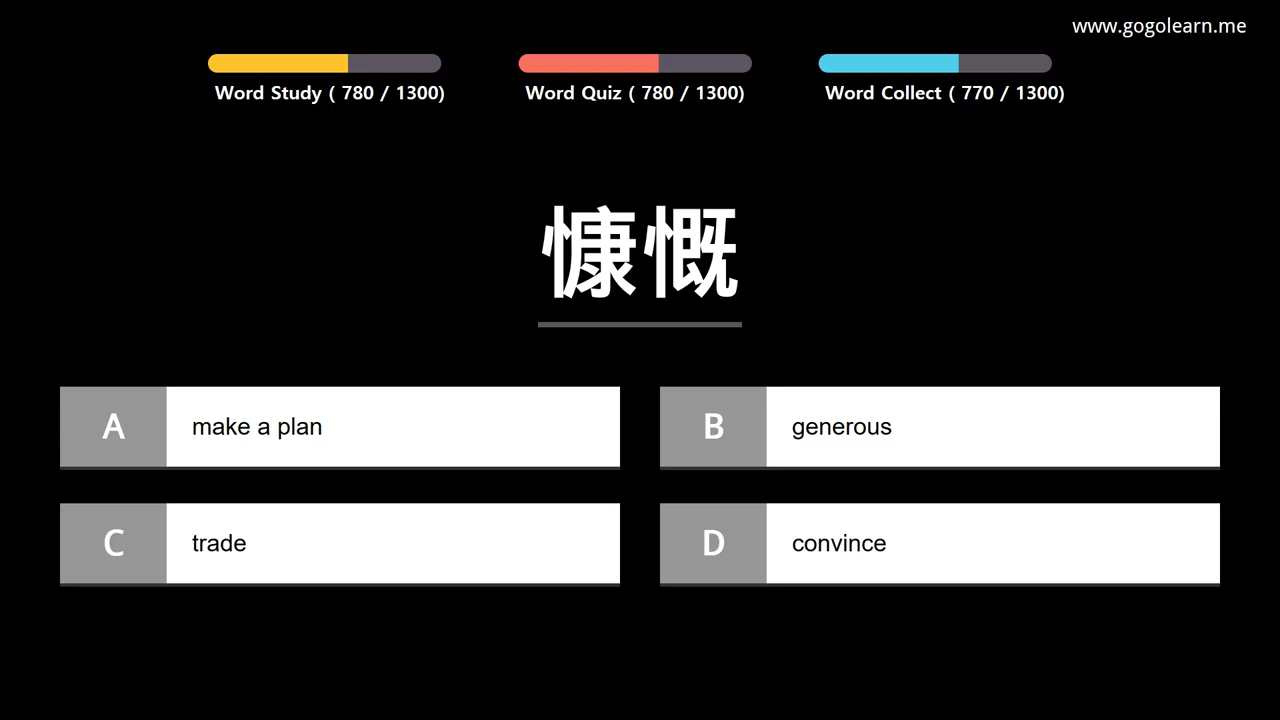 www.gogolearn.me
Word Study ( 780 / 1300)
Word Quiz ( 780 / 1300)
Word Collect ( 770 / 1300)
慷慨
A make a plan
B generous
C trade
D convince